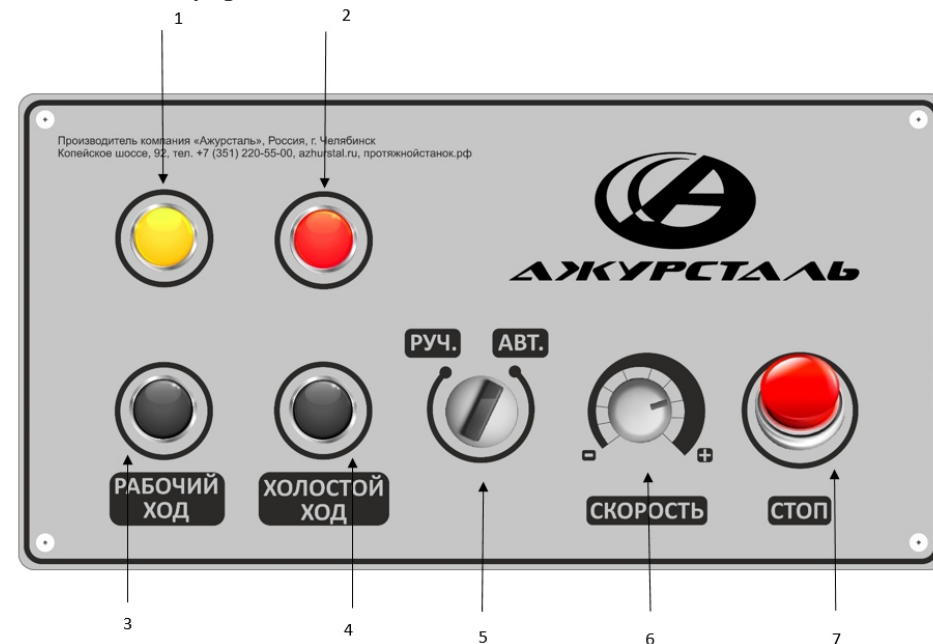 1
2
Производитель компания «Ажурсталь», Россия, г. Челябинск
Копейское шоссе, 92, тел. +7 (351) 220-55-00, azhurstal.ru, протяжнойстанок.рф
АЖУРСТАЛЬ
РУЧ.
АВТ.
-
+
РАБОЧИЙ
ХОД
ХОЛОСТОЙ
ХОД
СКОРОСТЬ
СТОП
3
4
5
6
7